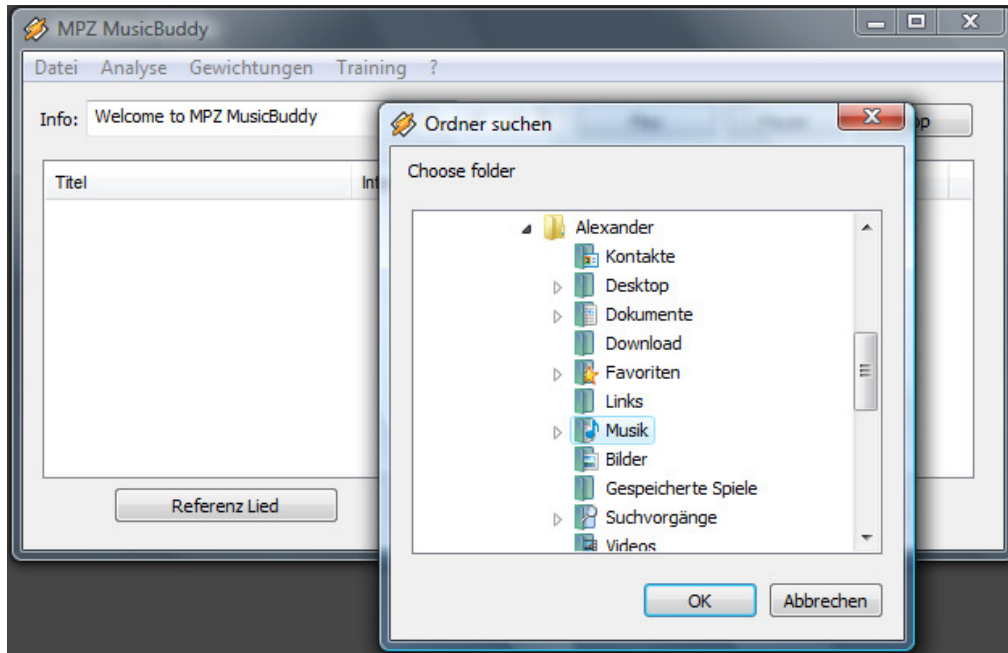 MPZ MusicBuddy
Datei Analyse Gewichtungen Training ?
Info: Welcome to MPZ MusicBuddy
Titel
Referenz Lied
Ordner suchen
Choose folder
Alexander
Kontakte
Desktop
Dokumente
Download
Favoriten
Links
Musik
Bilder
Gespeicherte Spiele
Suchvorgänge
Videos
OK Abbrechen